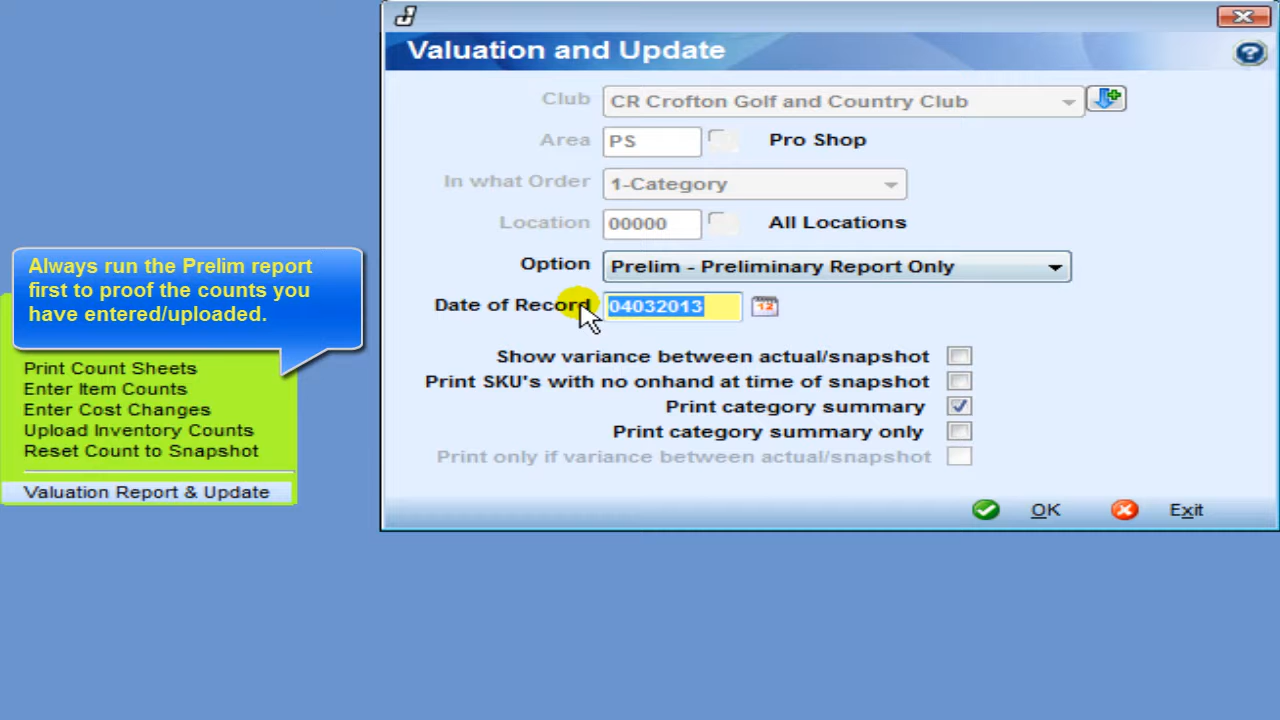 Valuation and Update
Club CR Crofton Golf and Country Club
Area PS Pro Shop
In what Order 1-Category
Location 00000 All Locations
Option Prelim - Preliminary Report Only
Date of Record 04032013 12
Show variance between actual/snapshot
Print SKU's with no onhand at time of snapshot
Print category summary
Print category summary only
Print only if variance between actual/snapshot
OK Exit
Always run the Prelim report
first to proof the counts you
have entered/uploaded.
Print Count Sheets
Enter Item Counts
Enter Cost Changes
Upload Inventory Counts
Reset Count to Snapshot
Valuation Report & Update